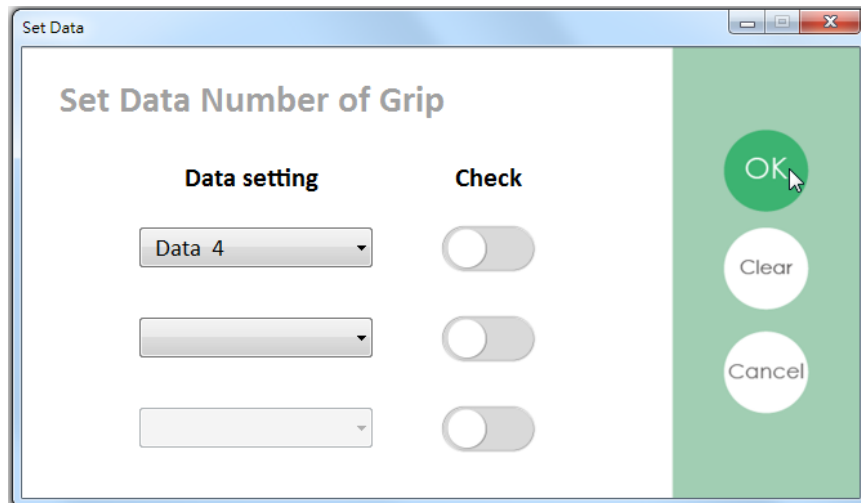 Set Data
Set Data Number of Grip
Data setting Check
Data 4
OK
Clear
Cancel